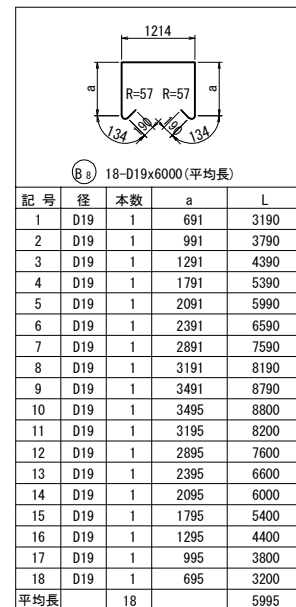 1214
a
a
R=57 R=57
134
190
190
134
B8 18-D19x6000(平均長)
記 号 径 本数 a L
1 D19 1 691 3190
2 D19 1 991 3790
3 D19 1 1291 4390
4 D19 1 1791 5390
5 D19 1 2091 5990
6 D19 1 2391 6590
7 D19 1 2891 7590
8 D19 1 3191 8190
9 D19 1 3491 8790
10 D19 1 3495 8800
11 D19 1 3195 8200
12 D19 1 2895 7600
13 D19 1 2395 6600
14 D19 1 2095 6000
15 D19 1 1795 5400
16 D19 1 1295 4400
17 D19 1 995 3800
18 D19 1 695 3200
平均長 18 5995